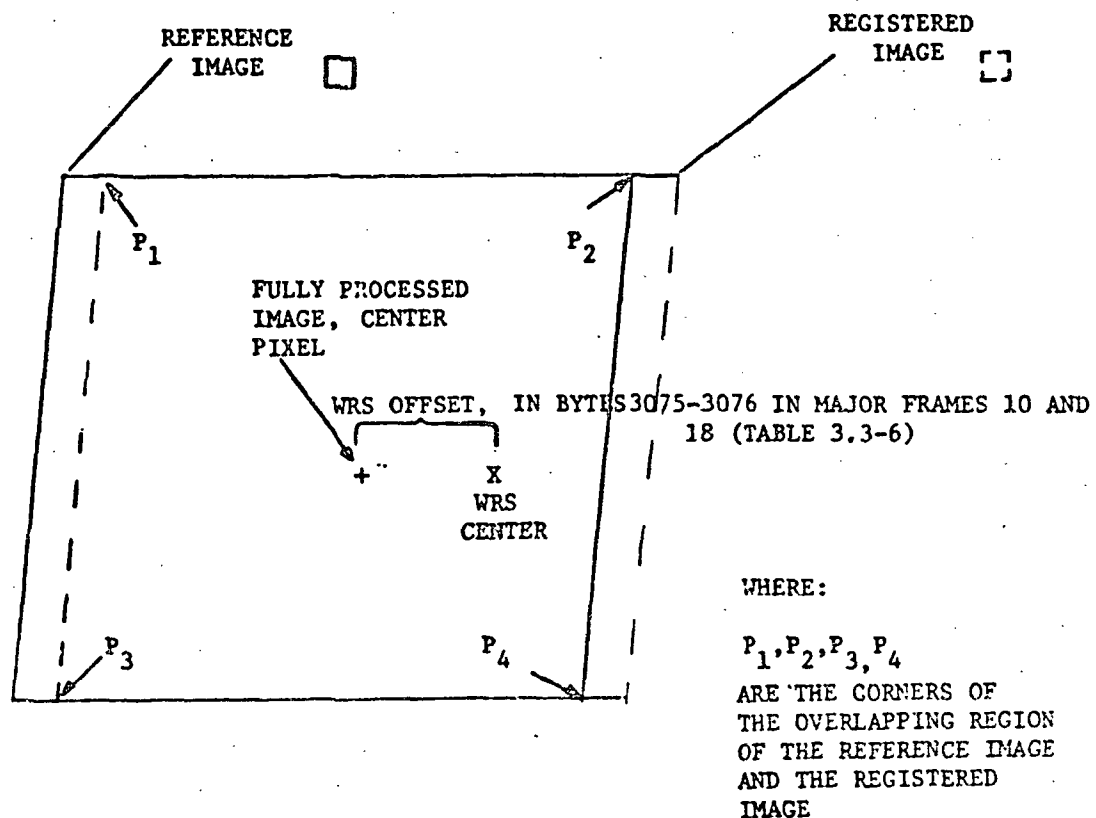 REFERENCE
IMAGE
REGISTERED
IMAGE
P1
P2
FULLY PROCESSED
IMAGE, CENTER
PIXEL
WRS OFFSET, IN BYTES3075-3076 IN MAJOR FRAMES 10 AND
18 (TABLE 3.3-6)
+
X
WRS
CENTER
P3
P4
WHERE:
P1,P2,P3,P4
ARE THE CORNERS OF
THE OVERLAPPING REGION
OF THE REFERENCE IMAGE
AND THE REGISTERED
IMAGE